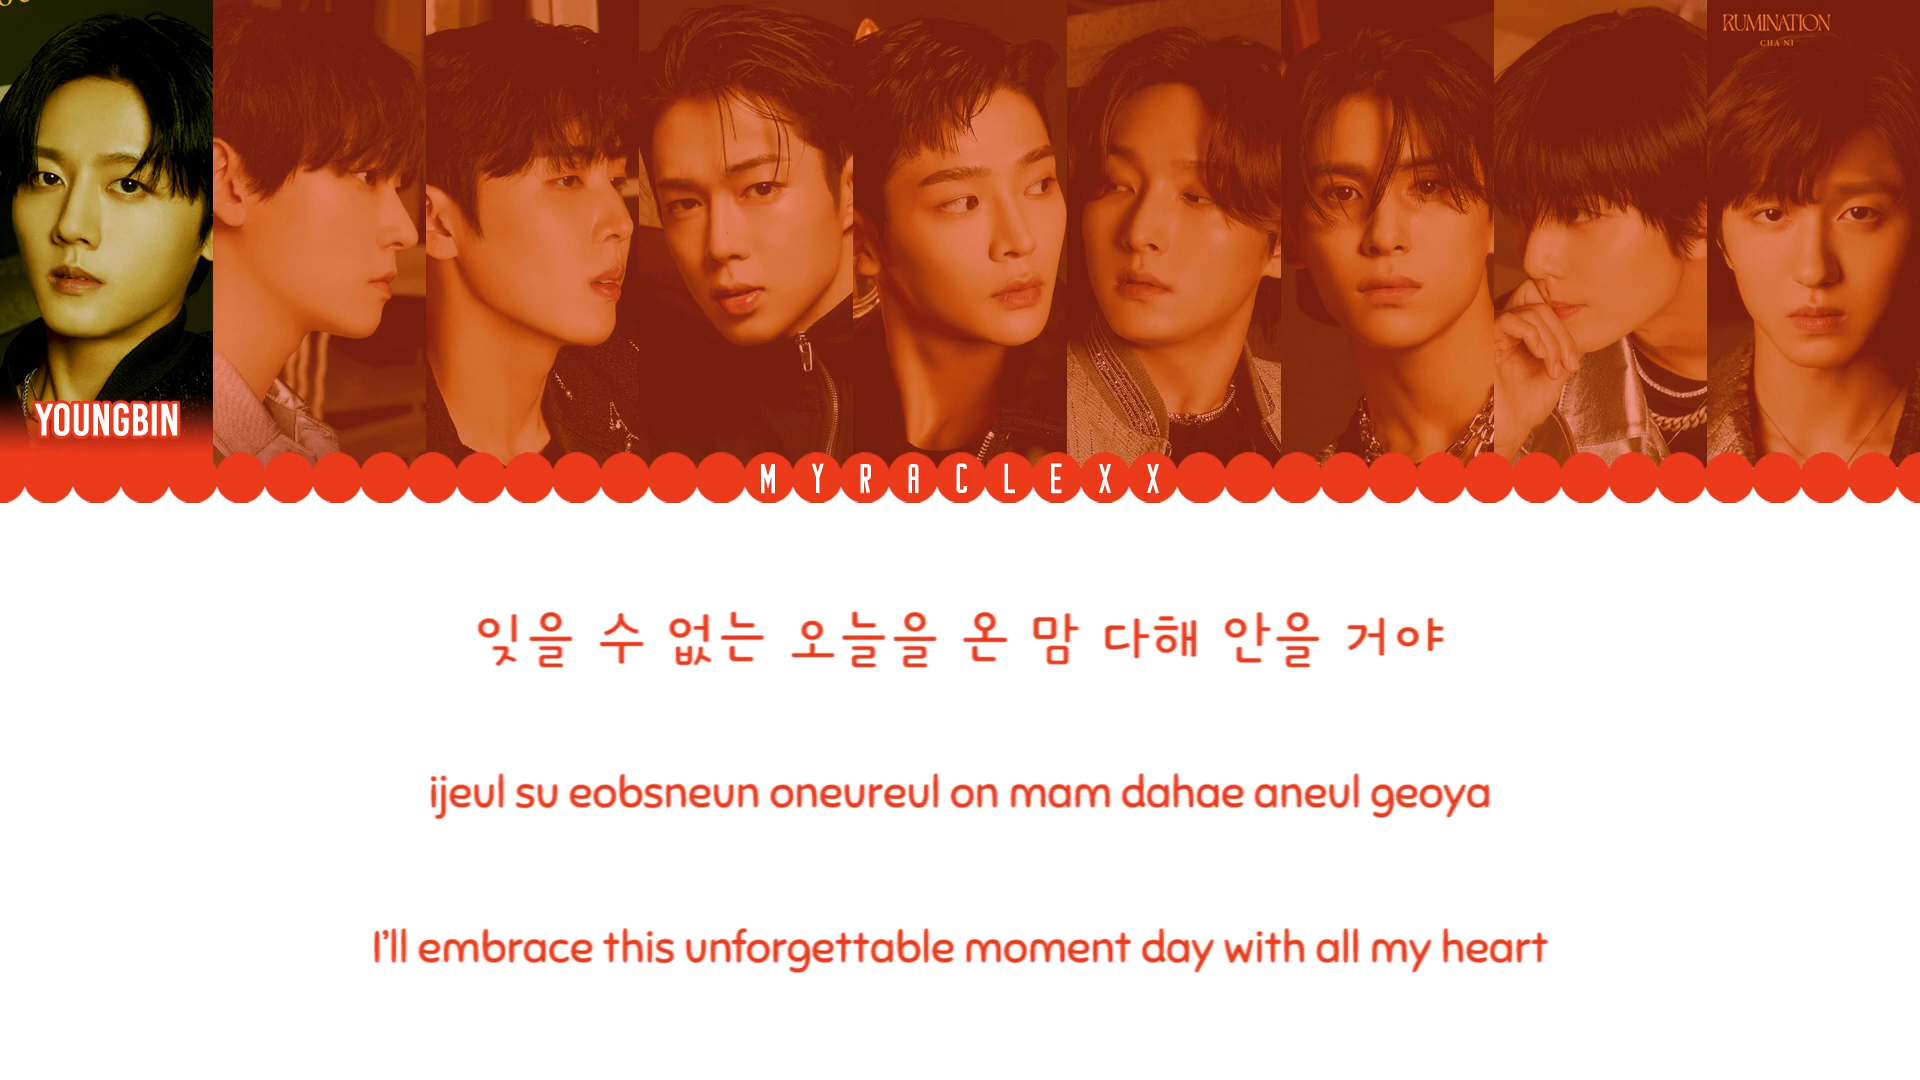 RUMINATION
CHA NI
YOUNGBIN
MYRACLEXX
잊을 수 없는 오늘을 온 맘 다해 안을 거야
ijeul su eobsneun oneureul on mam dahae aneul geoya
I'll embrace this unforgettable moment day with all my heart